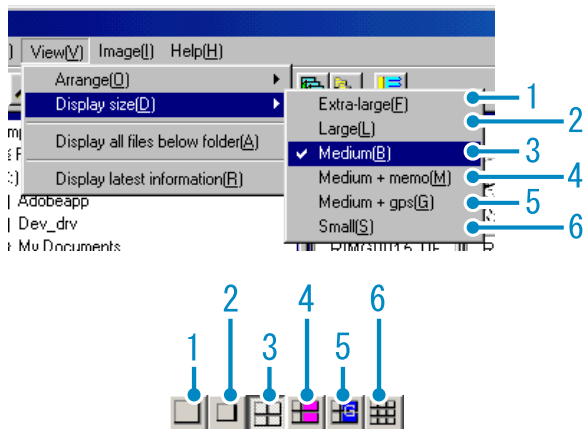 ) View(V) Image(I) Help(H)
Arrange(O)
Display size(D)
Display all files below folder(A)
Display latest information(R)
Extra-large(F) 1
Large(L) 2
Medium(B) 3
Medium + memo(M) 4
Medium + gps(G) 5
Small(S) 6
Adobeapp
Dev_drv
My Documents
1 2 3 4 5 6
G